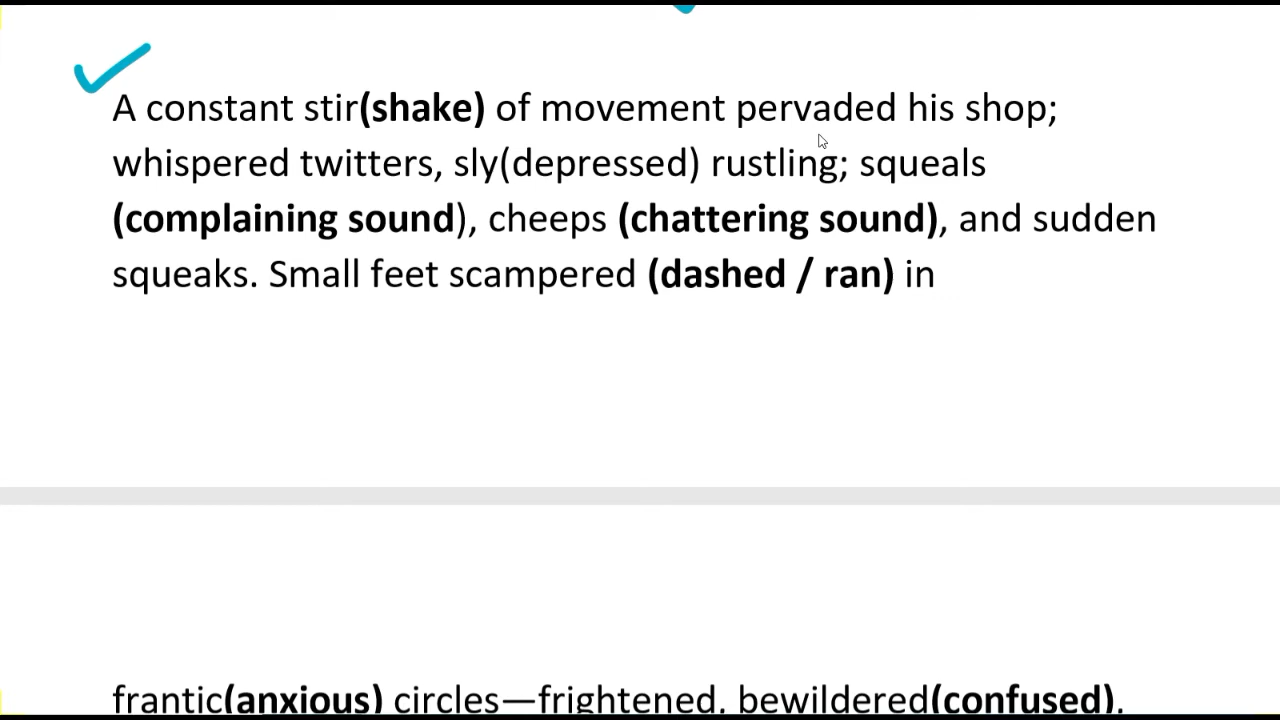 A constant stir(shake) of movement pervaded his shop;
whispered twitters, sly(depressed) rustling; squeals
(complaining sound), cheeps (chattering sound), and sudden
squeaks. Small feet scampered (dashed / ran) in
frantic(anxious) circles—frightened, bewildered(confused),